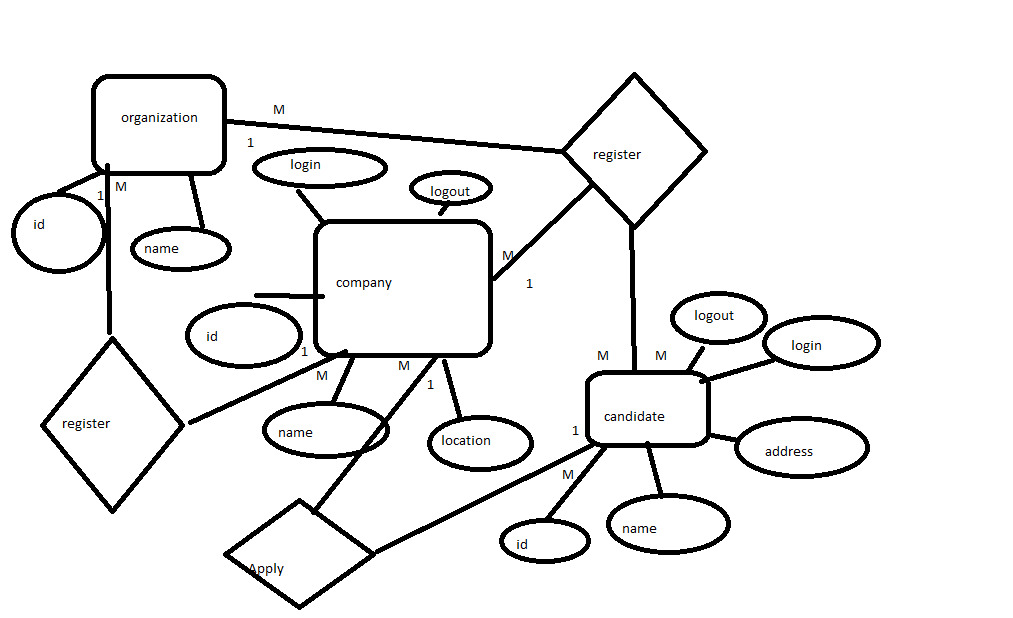 M
organization
register
1
login
M
logout
1
id
name
M
company
1
logout
id
login
1
M
M
M
M
1
candidate
register
name
1
location
address
M
name
id
Apply